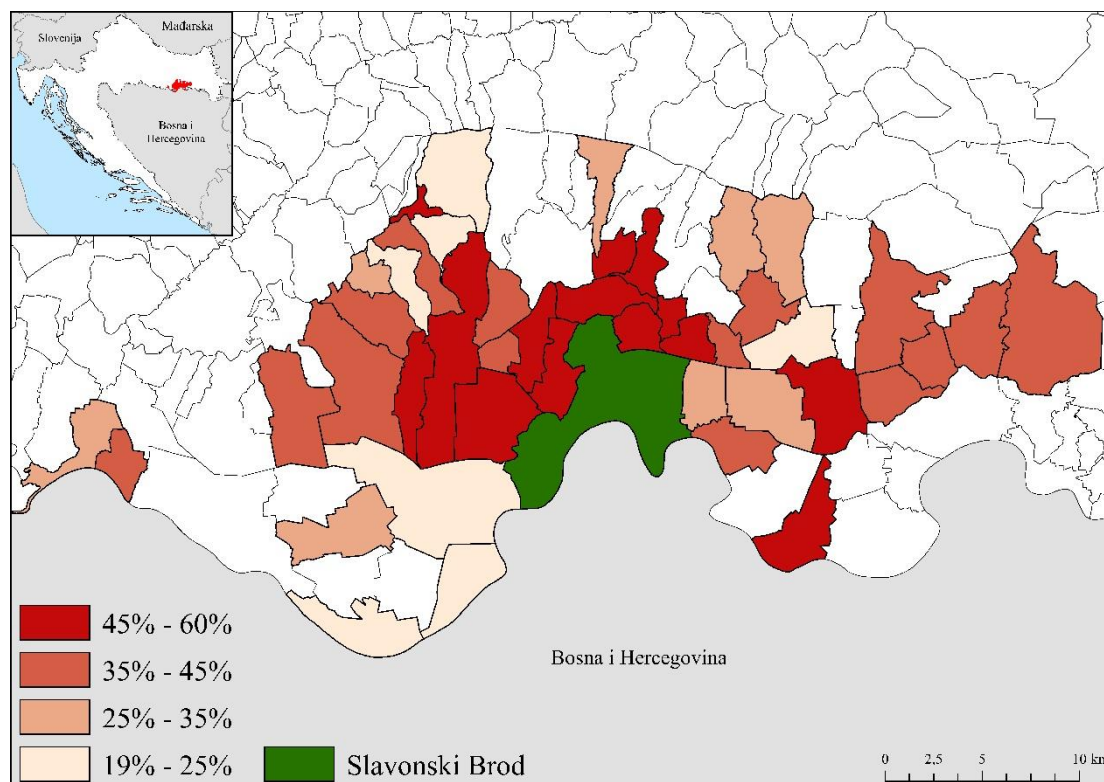 Mađarska
Slovenija
Bosna i
Hercegovina
Bosna i Hercegovina
45% - 60%
35% - 45%
25% - 35%
19% - 25%
Slavonski Brod
0 2,5 5 10 km